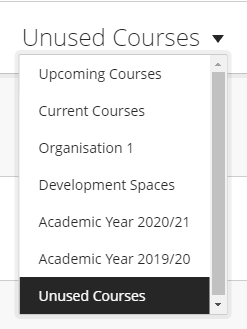 Unused Courses
Upcoming Courses
Current Courses
Organisation 1
Development Spaces
Academic Year 2020/21
Academic Year 2019/20
Unused Courses